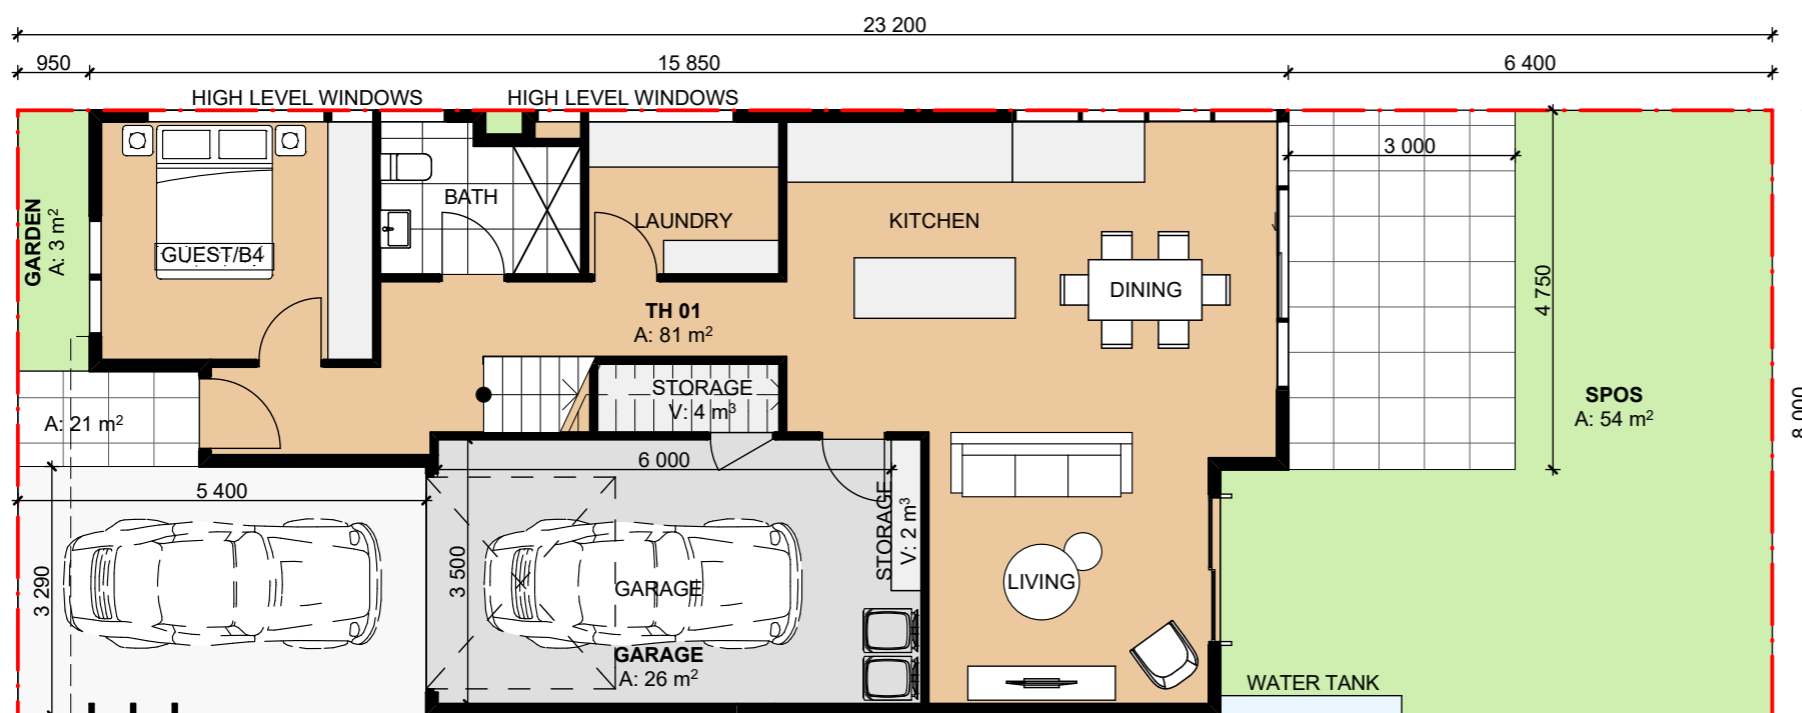 23 200
950
15 850
6 400
HIGH LEVEL WINDOWS
HIGH LEVEL WINDOWS
3 000
GARDEN
A: 3 m²
BATH
LAUNDRY
KITCHEN
GUEST/B4
DINING
4 750
TH 01
A: 81 m²
STORAGE
V: 4 m³
A: 21 m²
SPOS
A: 54 m²
8 000
6 000
5 400
STORAGE
V: 2 m³
3 290
3 500
GARAGE
LIVING
GARAGE
A: 26 m²
WATER TANK